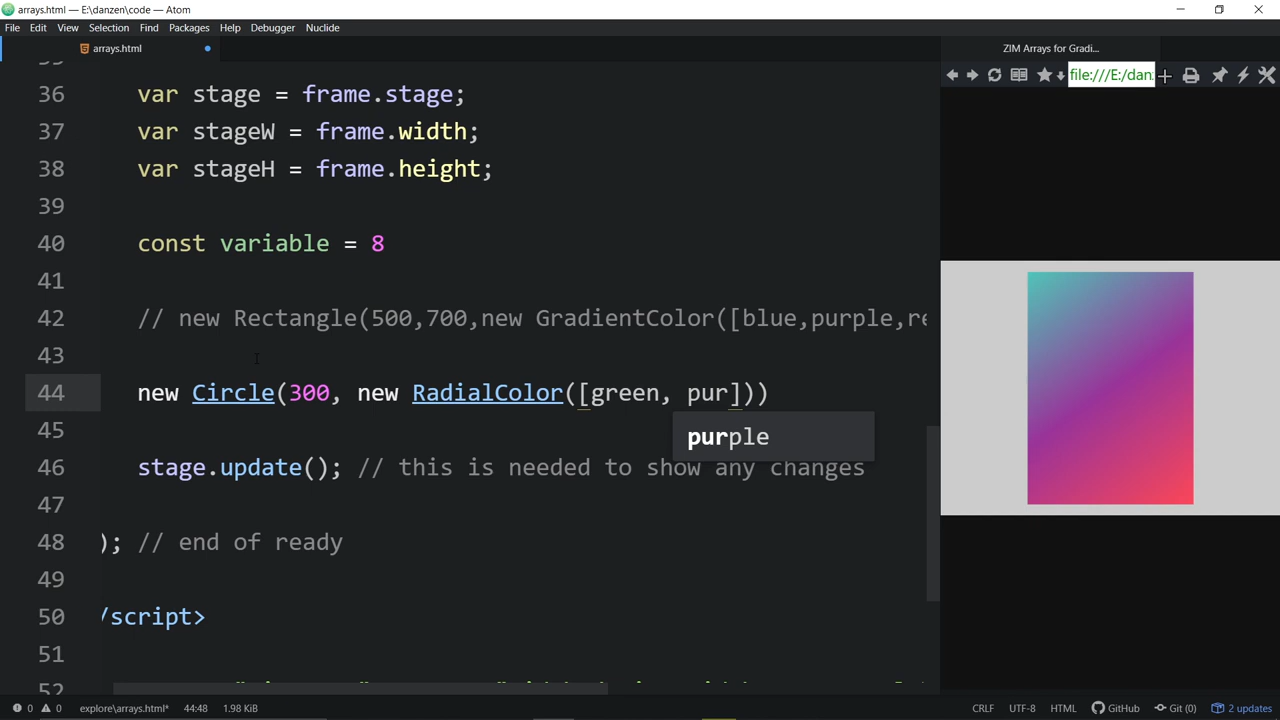 arrays.html — E:\danzen\code — Atom
File Edit View Selection Find Packages Help Debugger Nuclide
arrays.html
ZIM Arrays for Gradi...
file:///E:/dan
36 var stage = frame.stage;
37 var stageW = frame.width;
38 var stageH = frame.height;
39
40 const variable = 8
41
42 // new Rectangle(500,700,new GradientColor([blue,purple,re
43
44 new Circle(300, new RadialColor([green, pur]))
45
purple
46 stage.update(); // this is needed to show any changes
47
48 ); // end of ready
49
50 /script>
51
52
0 0 explore\arrays.html* 44:48 1.98 KiB CRLF UTF-8 HTML GitHub Git (0) 2 updates